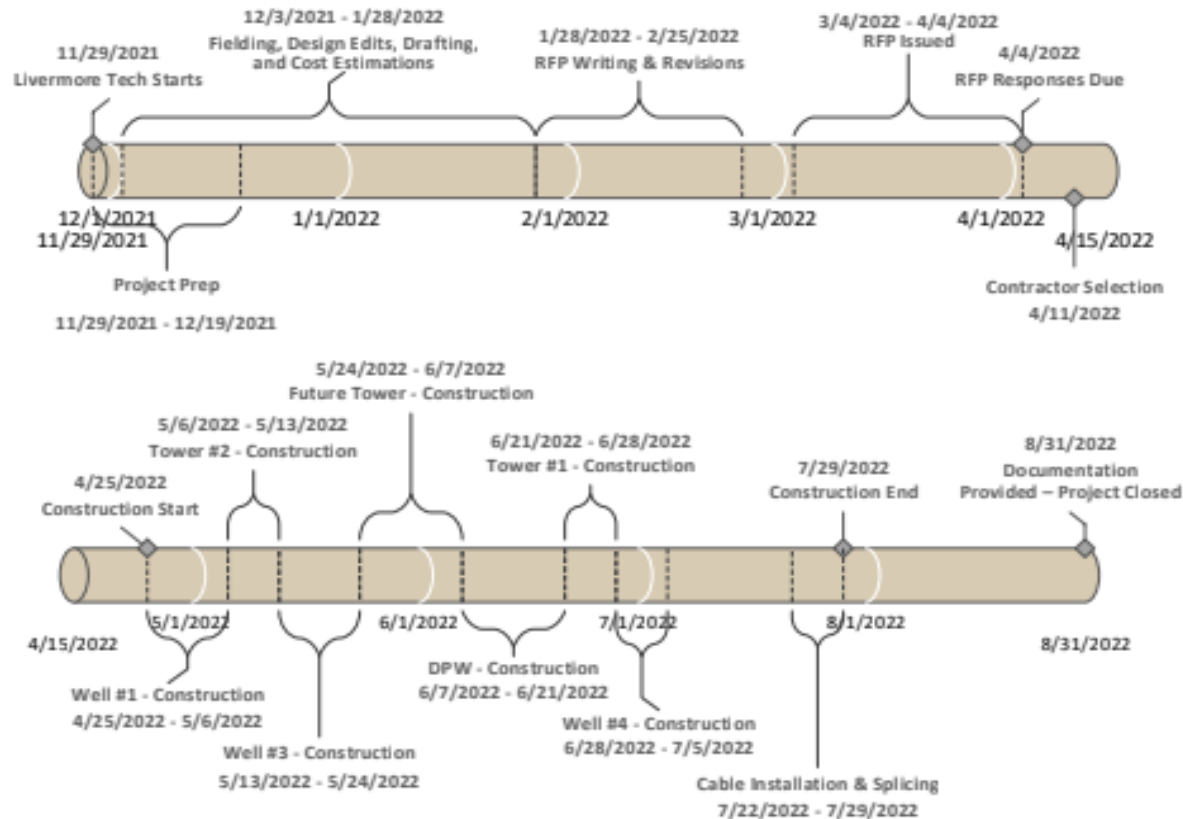 12/3/2021 - 1/28/2022
Fielding, Design Edits, Drafting,
and Cost Estimations
11/29/2021
Livermore Tech Starts
1/28/2022 - 2/25/2022
RFP Writing & Revisions
3/4/2022 - 4/4/2022
RFP Issued
4/4/2022
RFP Responses Due
12/1/2021
1/1/2022
2/1/2022
3/1/2022
4/1/2022
11/29/2021
4/15/2022
Project Prep
11/29/2021 - 12/19/2021
Contractor Selection
4/11/2022
5/24/2022 - 6/7/2022
Future Tower - Construction
5/6/2022 - 5/13/2022
Tower #2 - Construction
6/21/2022 - 6/28/2022
Tower #1 - Construction
4/25/2022
Construction Start
7/29/2022
Construction End
8/31/2022
Documentation
Provided – Project Closed
5/1/2022
6/1/2022
7/1/2022
8/1/2022
4/15/2022
8/31/2022
Well #1 - Construction
4/25/2022 - 5/6/2022
DPW - Construction
6/7/2022 - 6/21/2022
Well #4 - Construction
6/28/2022 - 7/5/2022
Well #3 - Construction
5/13/2022 - 5/24/2022
Cable Installation & Splicing
7/22/2022 - 7/29/2022